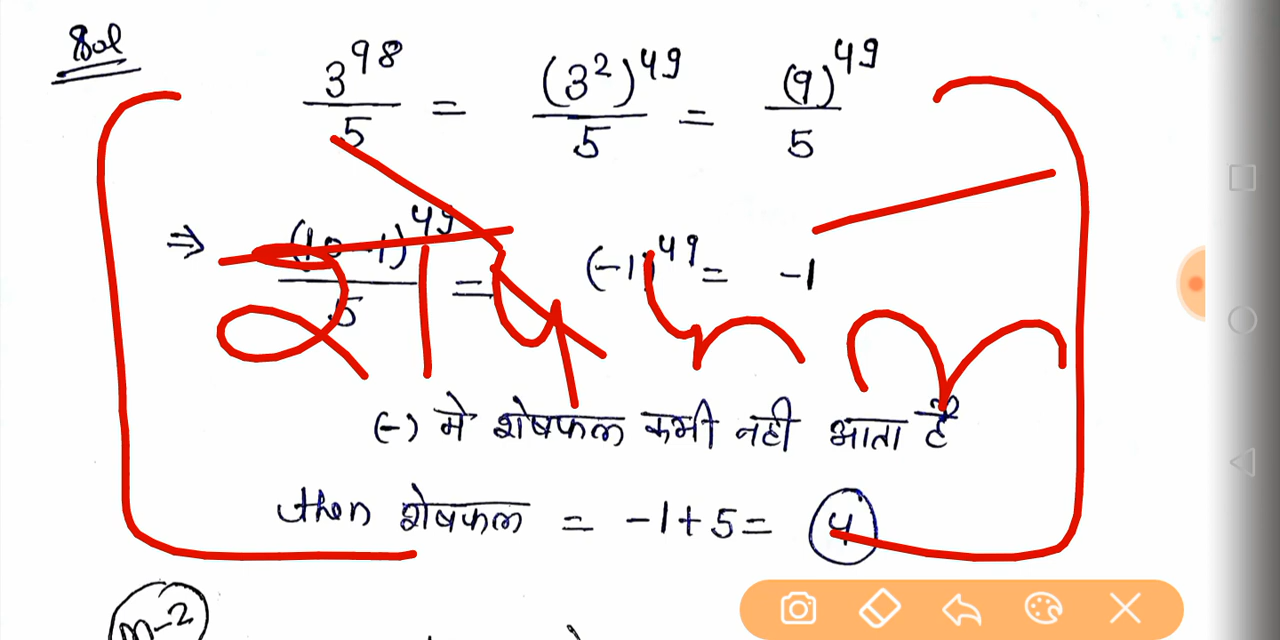 Sol
3^98/5 = (3^2)^49/5 = (9)^49/5
⇒ (10-1)^49/5 = (-1)^49 = -1
(-) मे शेषफल कभी नही आता है
then शेषफल = -1+5 = 4
m-2